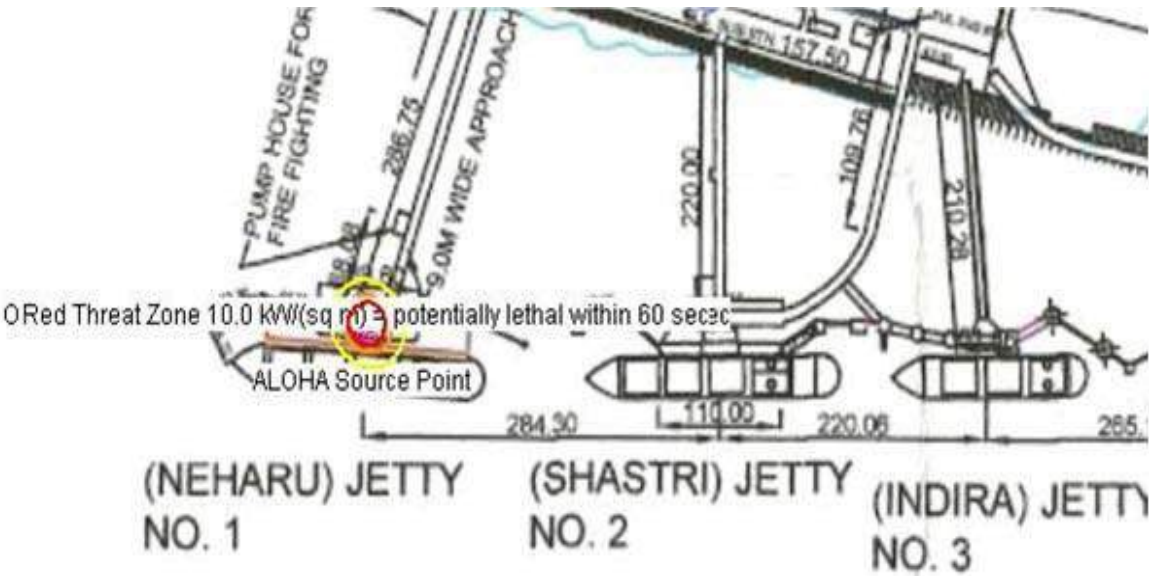 PUMP HOUSE FOR
FIRE FIGHTING
286.75
9.0M WIDE APPROACH
220.00
157.50
109.76
210.28
O Red Threat Zone 10.0 kW/(sq m) = potentially lethal within 60 sec
ALOHA Source Point
284.30
110.00
220.06
265.
(NEHARU) JETTY
NO. 1
(SHASTRI) JETTY
NO. 2
(INDIRA) JETTY
NO. 3